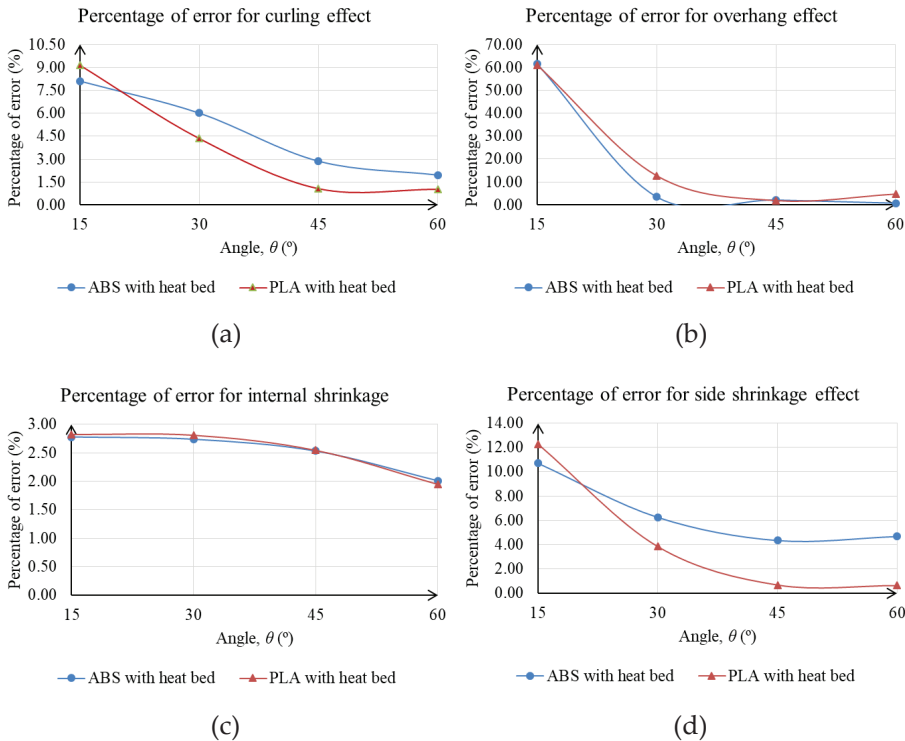 Percentage of error for curling effect
Percentage of error (%)
10.50
9.00
7.50
6.00
4.50
3.00
1.50
0.00
15 30 45 60
Angle, θ (º)
ABS with heat bed PLA with heat bed
(a)
Percentage of error for overhang effect
Percentage of error (%)
70.00
60.00
50.00
40.00
30.00
20.00
10.00
0.00
15 30 45 60
Angle, θ (º)
ABS with heat bed PLA with heat bed
(b)
Percentage of error for internal shrinkage
Percentage of error (%)
3.00
2.50
2.00
1.50
1.00
0.50
0.00
15 30 45 60
Angle, θ (º)
ABS with heat bed PLA with heat bed
(c)
Percentage of error for side shrinkage effect
Percentage of error (%)
14.00
12.00
10.00
8.00
6.00
4.00
2.00
0.00
15 30 45 60
Angle, θ (º)
ABS with heat bed PLA with heat bed
(d)